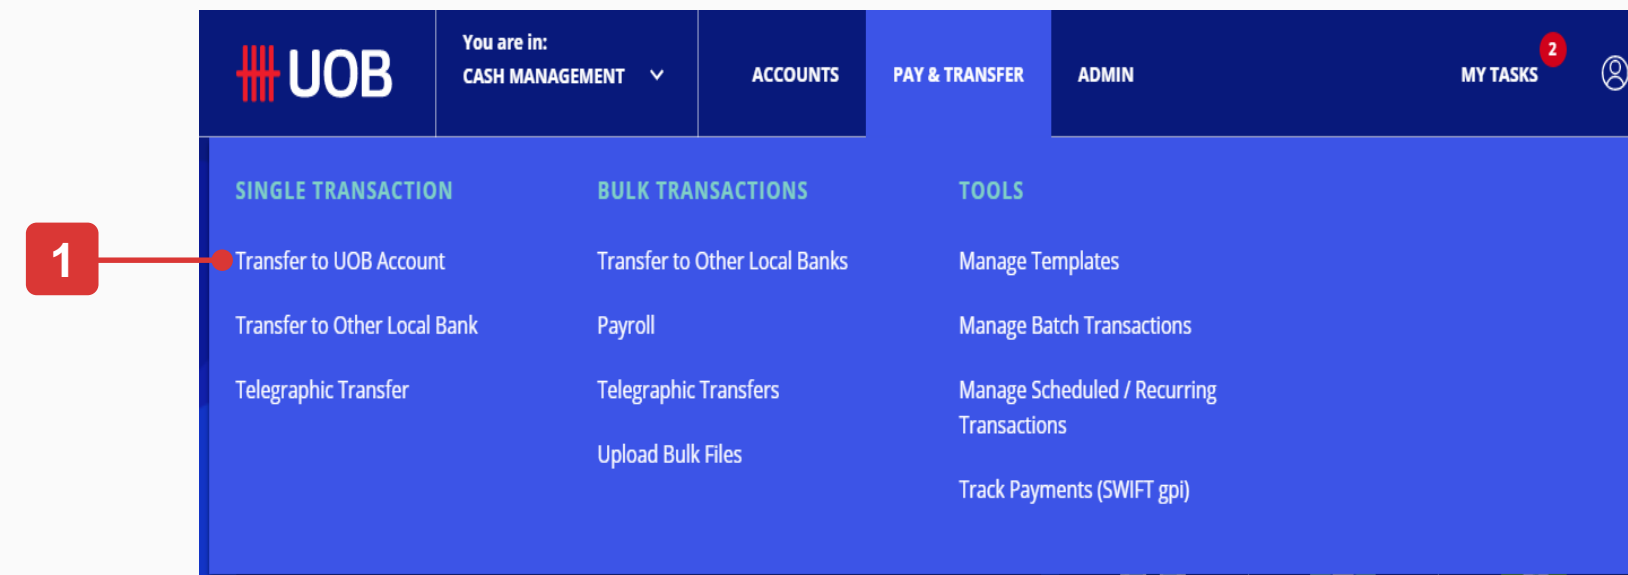 UOB
You are in:
CASH MANAGEMENT
ACCOUNTS
PAY & TRANSFER
ADMIN
MY TASKS
2
SINGLE TRANSACTION
Transfer to UOB Account
Transfer to Other Local Bank
Telegraphic Transfer
BULK TRANSACTIONS
Transfer to Other Local Banks
Payroll
Telegraphic Transfers
Upload Bulk Files
TOOLS
Manage Templates
Manage Batch Transactions
Manage Scheduled / Recurring
Transactions
Track Payments (SWIFT gpi)
1